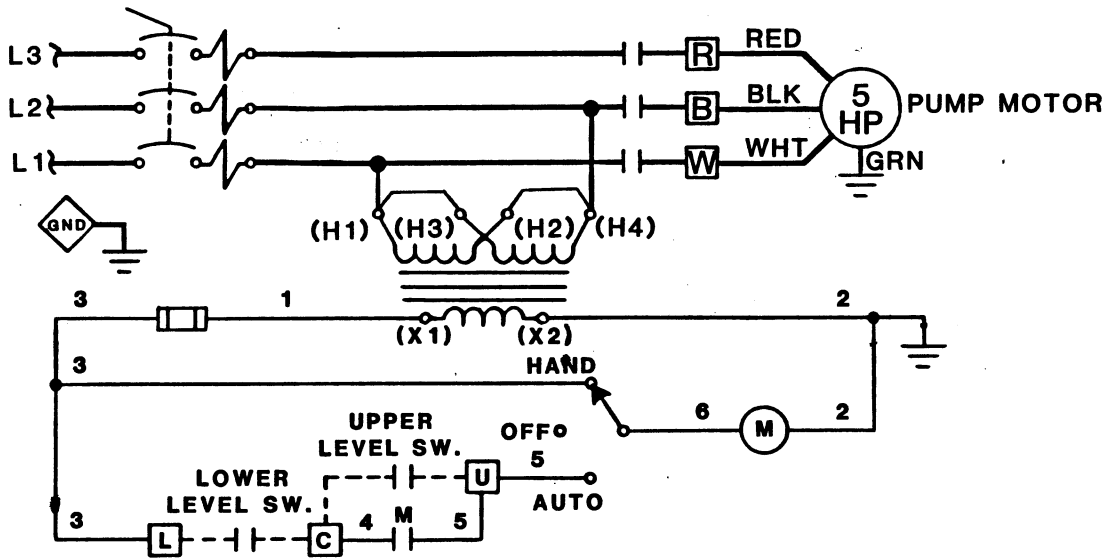 L3
RED
R
L2
BLK
B
5
HP
PUMP MOTOR
L1
WHT
W
GRN
GND
(H1)
(H3)
(H2)
(H4)
3
1
2
(X1)
(X2)
3
HAND
6
M
2
UPPER
LEVEL SW.
OFF
5
U
AUTO
LOWER
LEVEL SW.
3
L
C
4
M
5